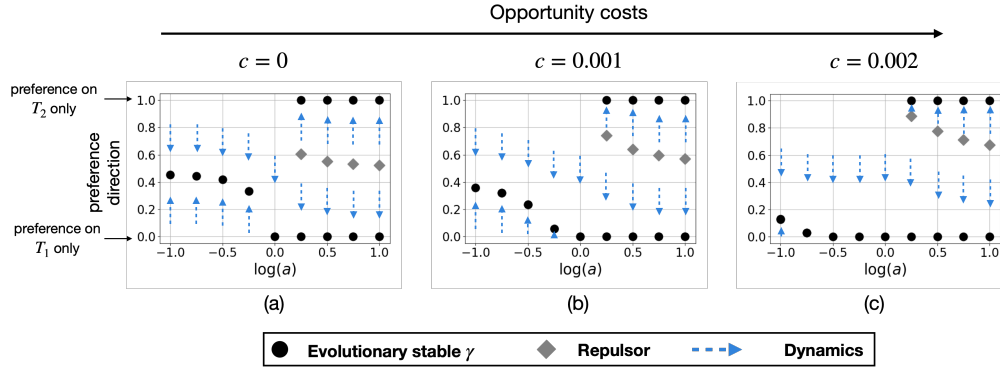 Opportunity costs
c = 0
c = 0.001
c = 0.002
preference on
T₂ only
preference
direction
preference on
T₁ only
1.0
0.8
0.6
0.4
0.2
0.0
−1.0 −0.5 0.0 0.5 1.0
log(a)
(a)
1.0
0.8
0.6
0.4
0.2
0.0
−1.0 −0.5 0.0 0.5 1.0
log(a)
(b)
1.0
0.8
0.6
0.4
0.2
0.0
−1.0 −0.5 0.0 0.5 1.0
log(a)
(c)
Evolutionary stable γ Repulsor Dynamics